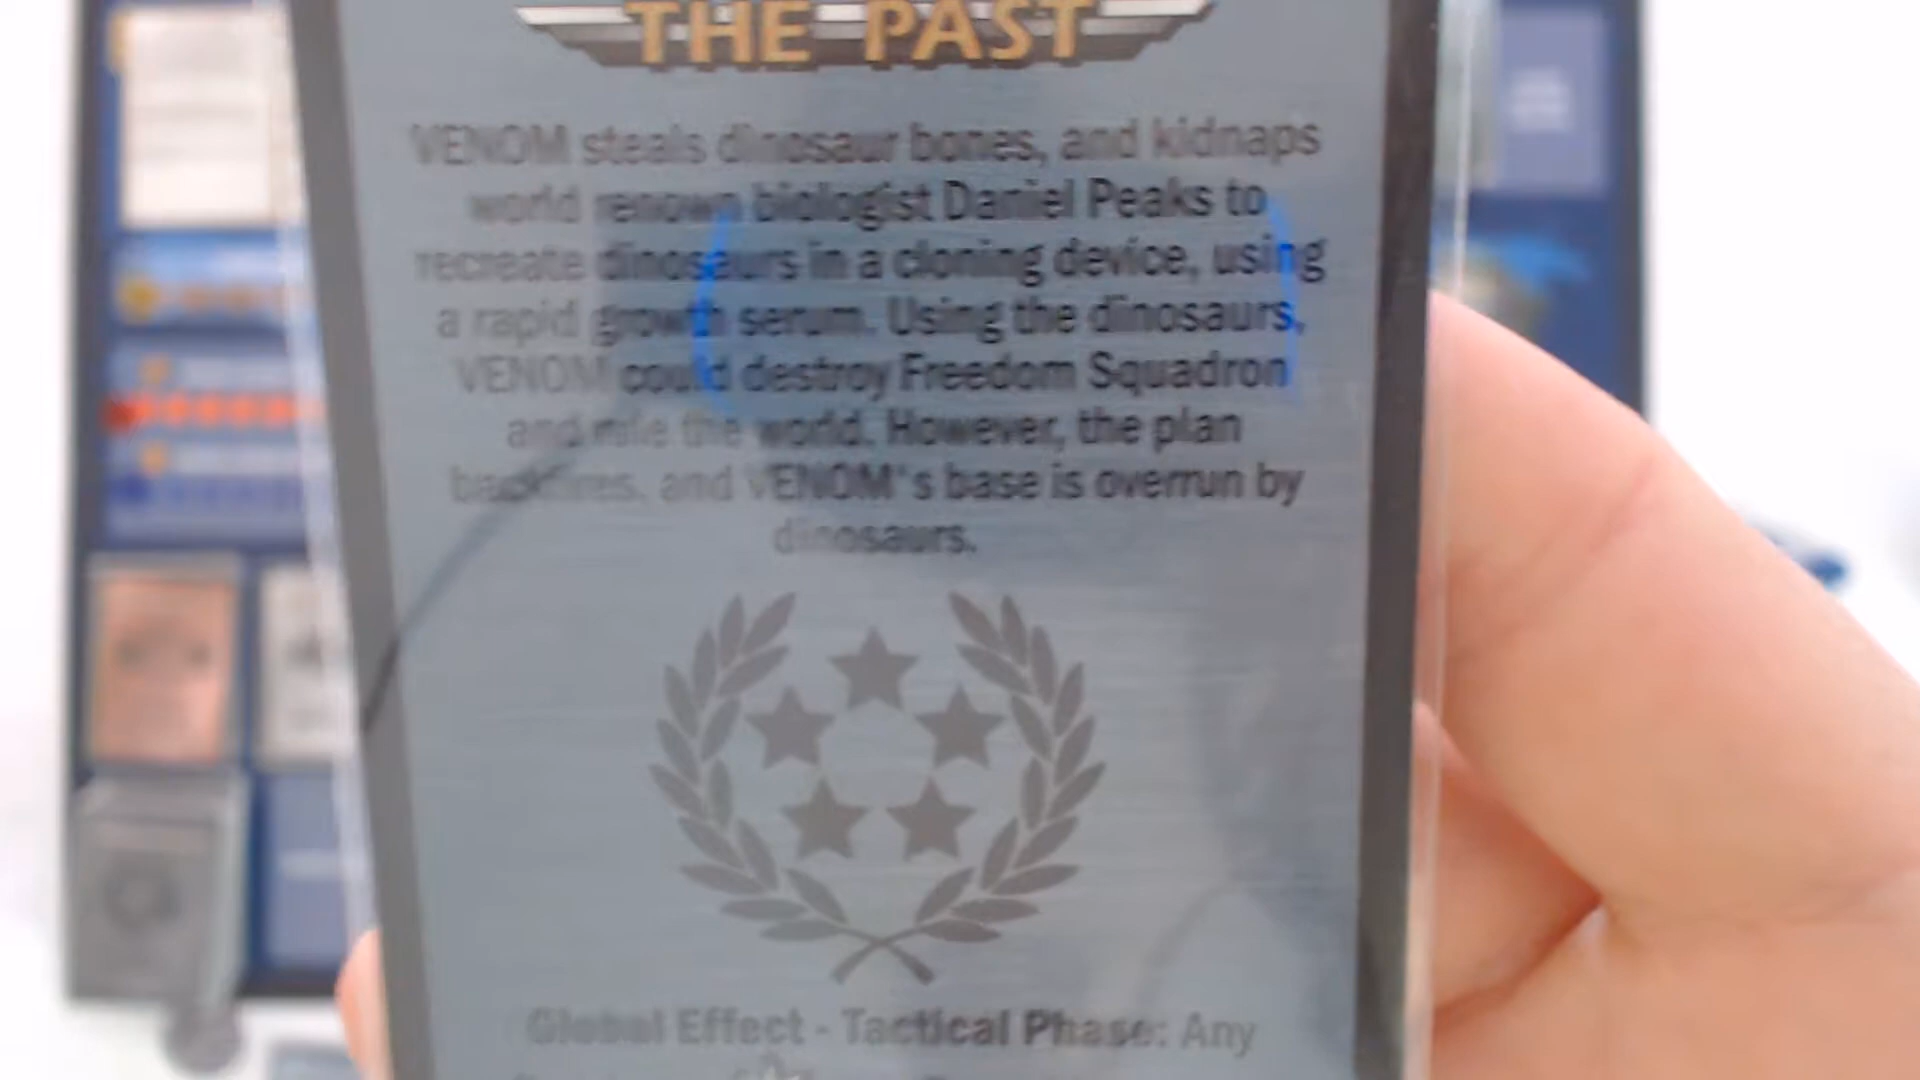 THE PAST
VENOM steals dinosaur bones, and kidnaps
world renown biologist Daniel Peaks to
recreate dinosaurs in a cloning device, using
a rapid growth serum. Using the dinosaurs,
VENOM could destroy Freedom Squadron
and rule the world. However, the plan
backfires, and VENOM's base is overrun by
dinosaurs.
Global Effect - Tactical Phase: Any